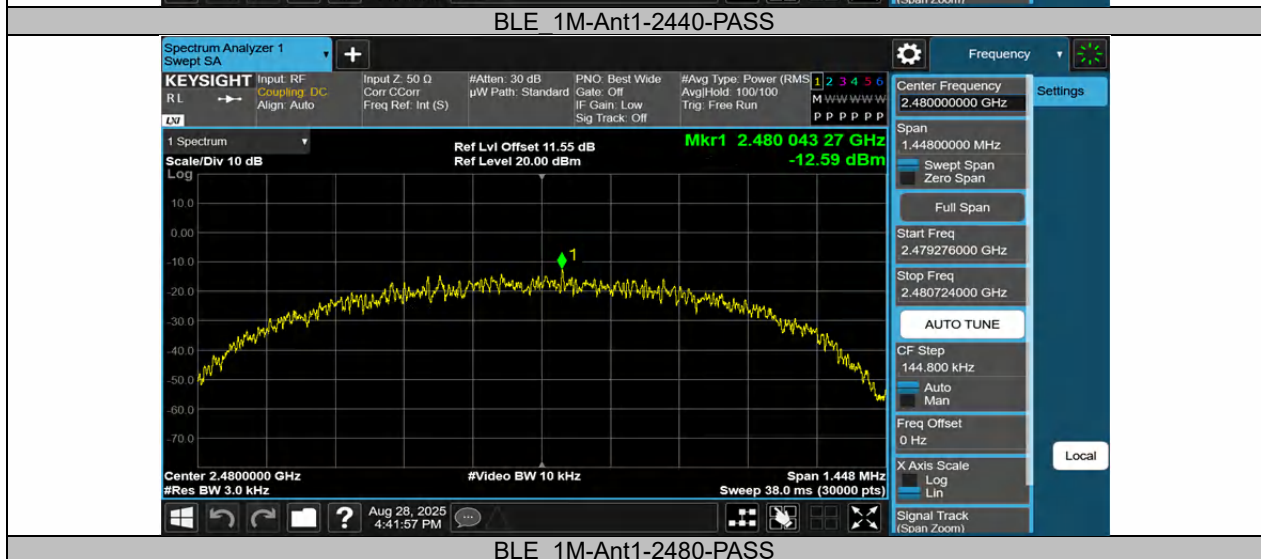 (Span Zoom)
BLE_1M-Ant1-2440-PASS
Spectrum Analyzer 1
Swept SA
Frequency
KEYSIGHT
RL
LXI
Input: RF
Coupling: DC
Align: Auto
Input Z: 50 Ω
Corr CCorr
Freq Ref: Int (S)
#Atten: 30 dB
µW Path: Standard
PNO: Best Wide
Gate: Off
IF Gain: Low
Sig Track: Off
#Avg Type: Power (RMS
Avg|Hold: 100/100
Trig: Free Run
1 2 3 4 5 6
M W W W W W
P P P P P P
Center Frequency
2.480000000 GHz
Settings
1 Spectrum
Scale/Div 10 dB
Ref Lvl Offset 11.55 dB
Ref Level 20.00 dBm
Mkr1 2.480 043 27 GHz
-12.59 dBm
Span
1.44800000 MHz
Swept Span
Zero Span
Full Span
Start Freq
2.479276000 GHz
Stop Freq
2.480724000 GHz
AUTO TUNE
CF Step
144.800 kHz
Auto
Man
Freq Offset
0 Hz
X Axis Scale
Log
Lin
Signal Track
(Span Zoom)
Local
Log
10.0
0.00
-10.0
-20.0
-30.0
-40.0
-50.0
-60.0
-70.0
1
Center 2.4800000 GHz
#Res BW 3.0 kHz
#Video BW 10 kHz
Span 1.448 MHz
Sweep 38.0 ms (30000 pts)
?
Aug 28, 2025
4:41:57 PM
BLE_1M-Ant1-2480-PASS